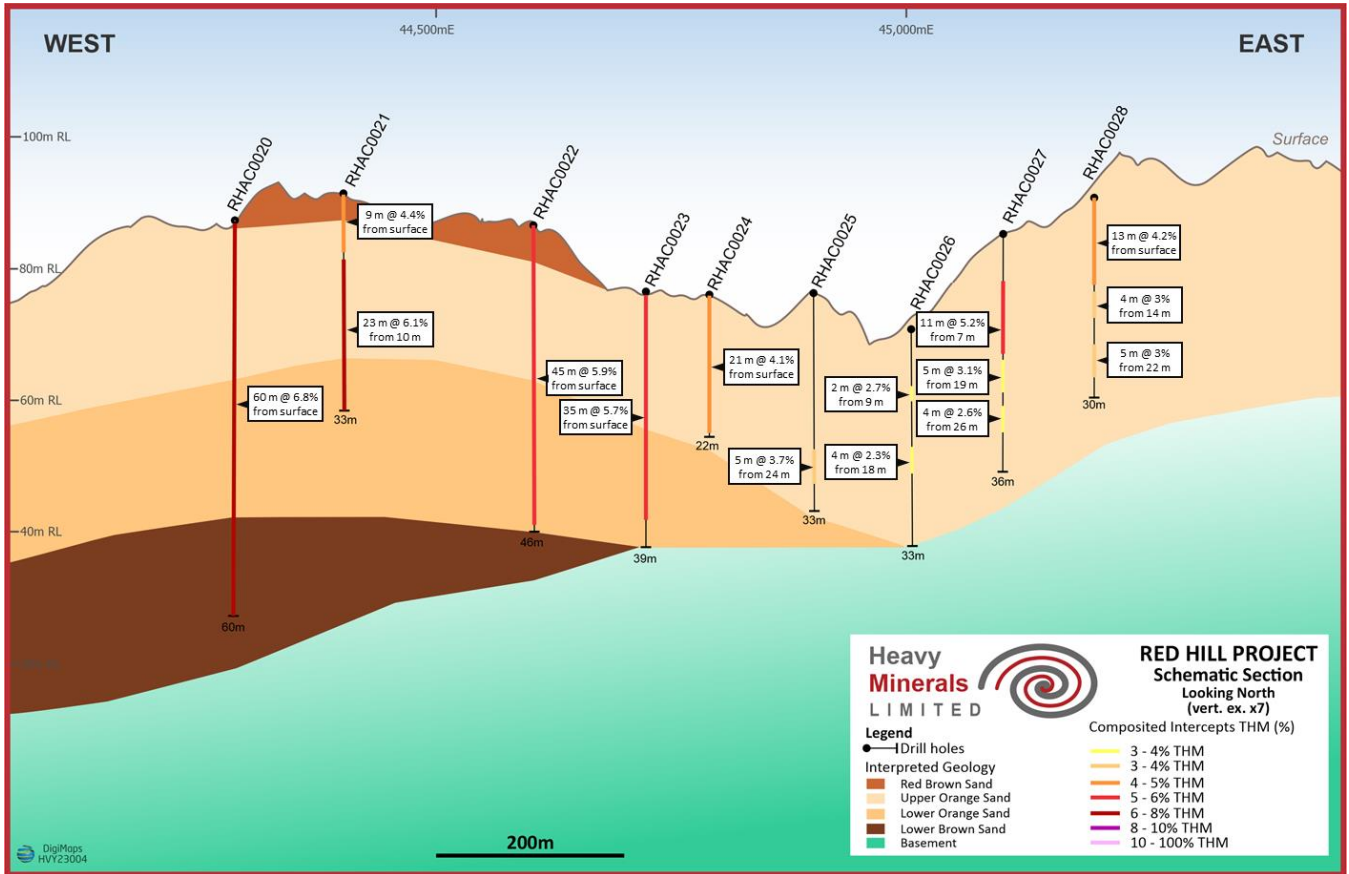 WEST
44,500mE
45,000mE
EAST
100m RL
80m RL
60m RL
40m RL
Surface
RHAC0020
RHAC0021
RHAC0022
RHAC0023
RHAC0024
RHAC0025
RHAC0026
RHAC0027
RHAC0028
9 m @ 4.4%
from surface
23 m @ 6.1%
from 10 m
60 m @ 6.8%
from surface
45 m @ 5.9%
from surface
35 m @ 5.7%
from surface
21 m @ 4.1%
from surface
5 m @ 3.7%
from 24 m
2 m @ 2.7%
from 9 m
4 m @ 2.3%
from 18 m
11 m @ 5.2%
from 7 m
5 m @ 3.1%
from 19 m
4 m @ 2.6%
from 26 m
13 m @ 4.2%
from surface
4 m @ 3%
from 14 m
5 m @ 3%
from 22 m
60m
33m
46m
39m
22m
33m
33m
36m
30m
Heavy
Minerals
LIMITED
RED HILL PROJECT
Schematic Section
Looking North
(vert. ex. x7)
Legend
Drill holes
Interpreted Geology
Red Brown Sand
Upper Orange Sand
Lower Orange Sand
Lower Brown Sand
Basement
Composited Intercepts THM (%)
3 - 4% THM
3 - 4% THM
4 - 5% THM
5 - 6% THM
6 - 8% THM
8 - 10% THM
10 - 100% THM
200m
DigiMaps
HVY23004